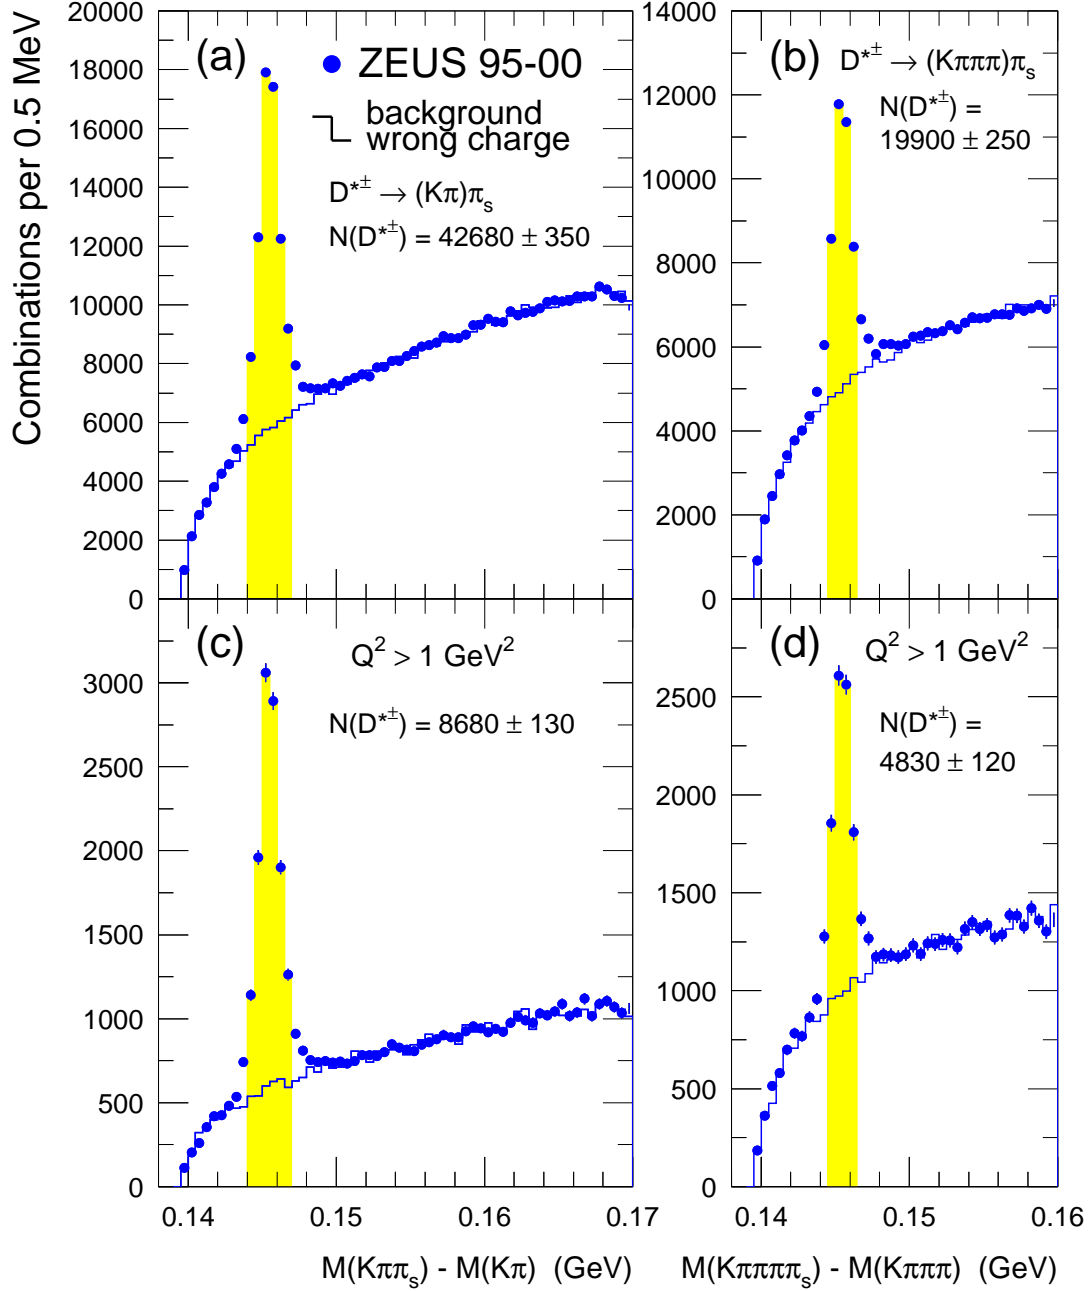 Combinations per 0.5 MeV
20000
18000
16000
14000
12000
10000
8000
6000
4000
2000
0
(a)
ZEUS 95-00
background
wrong charge
D*± → (Kπ)πs
N(D*±) = 42680 ± 350
14000
12000
10000
8000
6000
4000
2000
0
(b)
D*± → (Kπππ)πs
N(D*±) =
19900 ± 250
3000
2500
2000
1500
1000
500
0
(c)
Q² > 1 GeV²
N(D*±) = 8680 ± 130
0.14
0.15
0.16
0.17
M(Kππs) - M(Kπ) (GeV)
2500
2000
1500
1000
500
0
(d)
Q² > 1 GeV²
N(D*±) =
4830 ± 120
0.14
0.15
0.16
M(Kππππs) - M(Kπππ) (GeV)